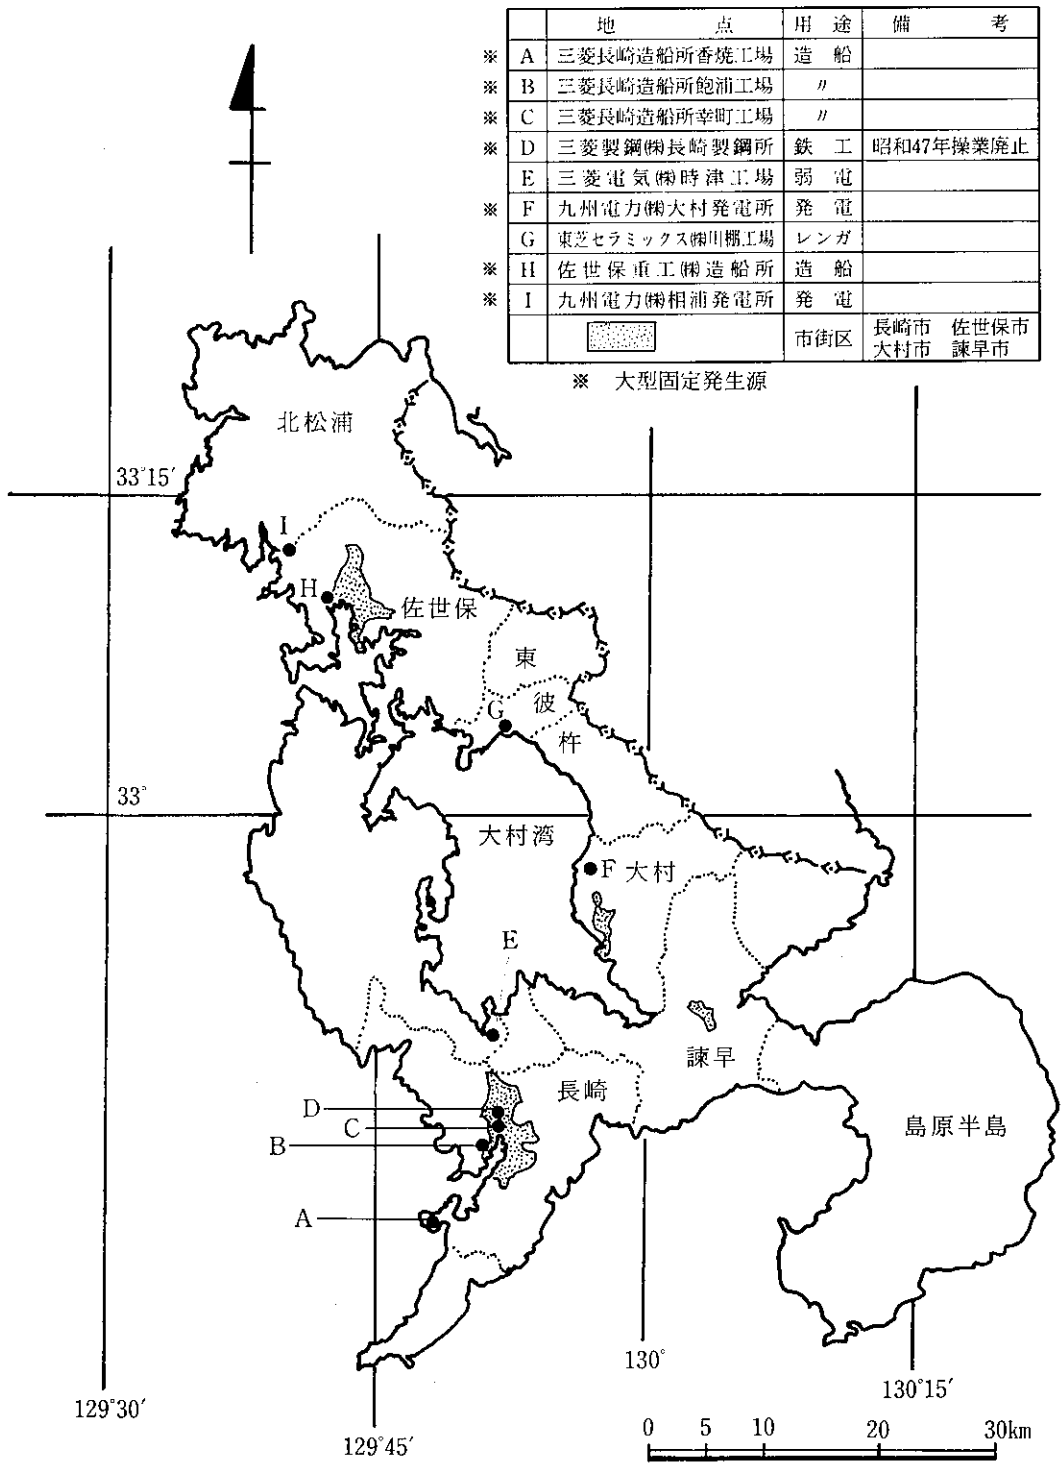 地 点 用 途 備 考
※ A 三菱長崎造船所香焼工場 造 船
※ B 三菱長崎造船所飽浦工場 〃
※ C 三菱長崎造船所幸町工場 〃
※ D 三菱製鋼㈱長崎製鋼所 鉄 工 昭和47年操業廃止
E 三菱電気㈱時津工場 弱 電
※ F 九州電力㈱大村発電所 発 電
G 東芝セラミックス㈱川棚工場 レンガ
※ H 佐世保重工㈱造船所 造 船
※ I 九州電力㈱相浦発電所 発 電
市街区 長崎市 佐世保市
大村市 諫早市
※ 大型固定発生源
北松浦
33°15′
I
H
佐世保
東
彼
G
杵
33°
大村湾
F 大村
E
諫早
長崎
D
C
B
島原半島
A
130°
130°15′
129°30′
129°45′
0 5 10 20 30km